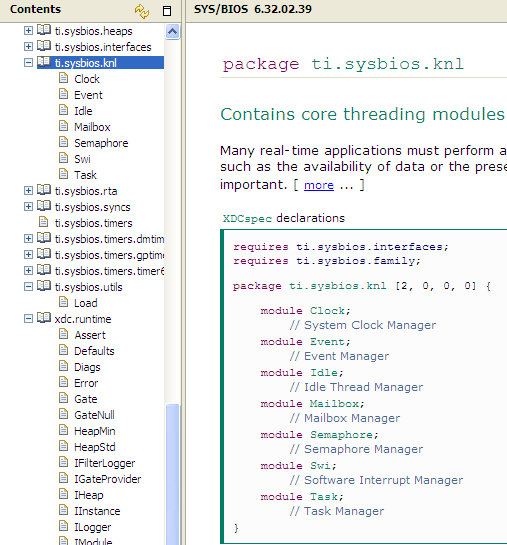 Contents
ti.sysbios.heaps
ti.sysbios.interfaces
ti.sysbios.knl
Clock
Event
Idle
Mailbox
Semaphore
Swi
Task
ti.sysbios.rta
ti.sysbios.syncs
ti.sysbios.timers
ti.sysbios.timers.dmtim
ti.sysbios.timers.gptim
ti.sysbios.timers.timer6
ti.sysbios.utils
Load
xdc.runtime
Assert
Defaults
Diags
Error
Gate
GateNull
HeapMin
HeapStd
IFilterLogger
IGateProvider
IHeap
IInstance
ILogger
IModule
SYS/BIOS 6.32.02.39
package ti.sysbios.knl
Contains core threading modules
Many real-time applications must perform a
such as the availability of data or the prese
important. [ more ... ]
XDCspec declarations
requires ti.sysbios.interfaces;
requires ti.sysbios.family;
package ti.sysbios.knl [2, 0, 0, 0] {
module Clock;
// System Clock Manager
module Event;
// Event Manager
module Idle;
// Idle Thread Manager
module Mailbox;
// Mailbox Manager
module Semaphore;
// Semaphore Manager
module Swi;
// Software Interrupt Manager
module Task;
// Task Manager
}